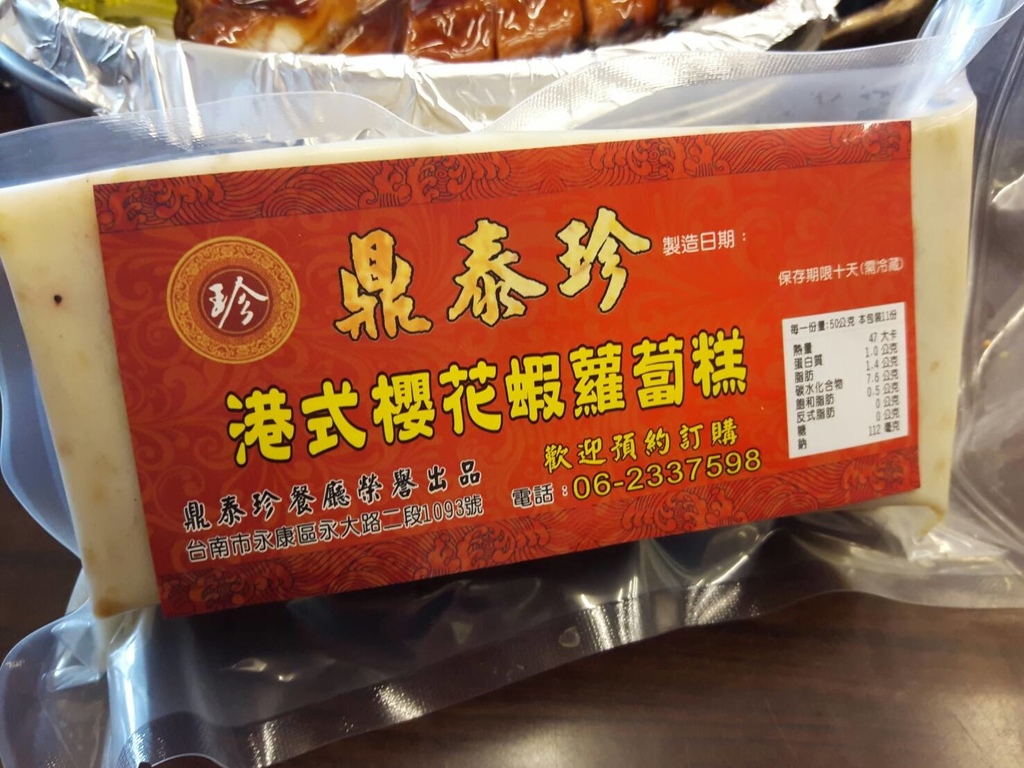 珍
鼎泰珍
製造日期：
保存期限十天(需冷藏)
港式櫻花蝦蘿蔔糕
每一份量:50公克 本包裝11份
熱量 47 大卡
蛋白質 1.0 公克
脂肪 1.4 公克
碳水化合物 7.6 公克
飽和脂肪 0.5 公克
反式脂肪 0 公克
糖 0 公克
鈉 112 毫克
歡迎預約訂購
鼎泰珍餐廳榮譽出品
電話：06-2337598
台南市永康區永大路二段1093號